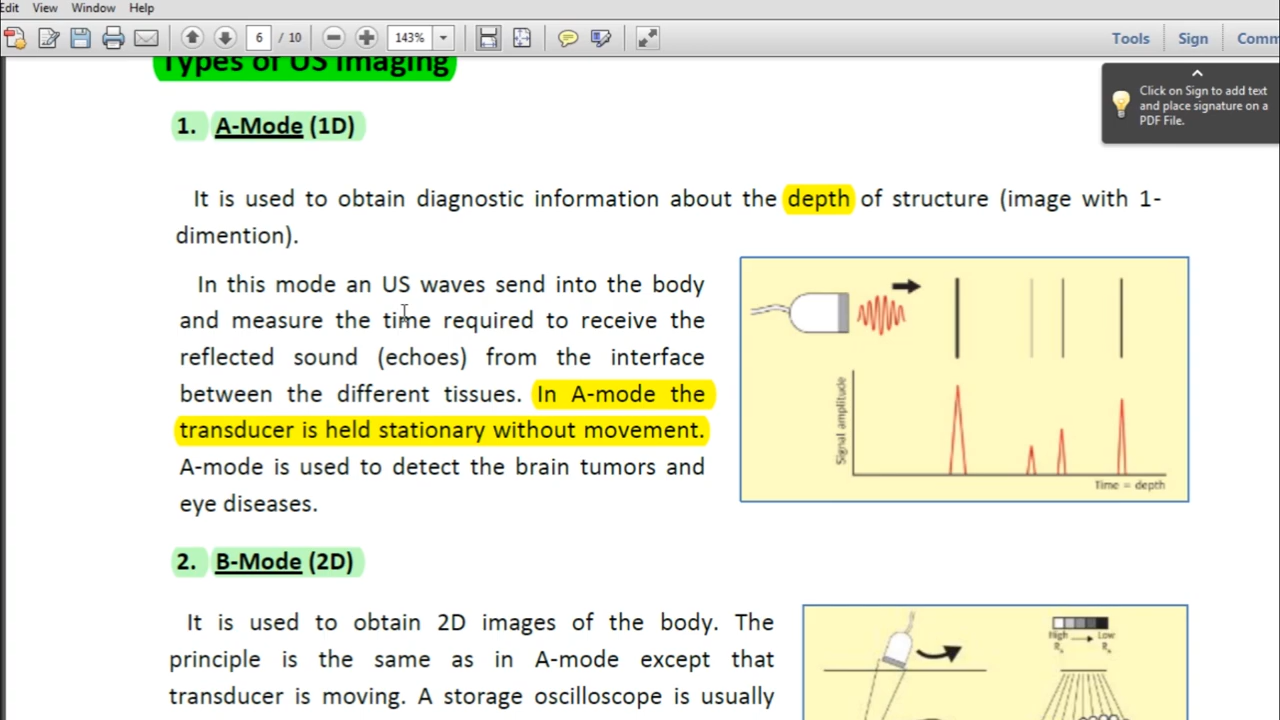 Edit View Window Help
6 / 10 143% Tools Sign Comm
Types of US Imaging
Click on Sign to add text
and place signature on a
PDF File.
1. A-Mode (1D)
It is used to obtain diagnostic information about the depth of structure (image with 1-
dimention).
In this mode an US waves send into the body
and measure the time required to receive the
reflected sound (echoes) from the interface
between the different tissues. In A-mode the
transducer is held stationary without movement.
A-mode is used to detect the brain tumors and
eye diseases.
Signal amplitude
Time = depth
2. B-Mode (2D)
It is used to obtain 2D images of the body. The
principle is the same as in A-mode except that
transducer is moving. A storage oscilloscope is usually
High Low
Rₐ Rₐ